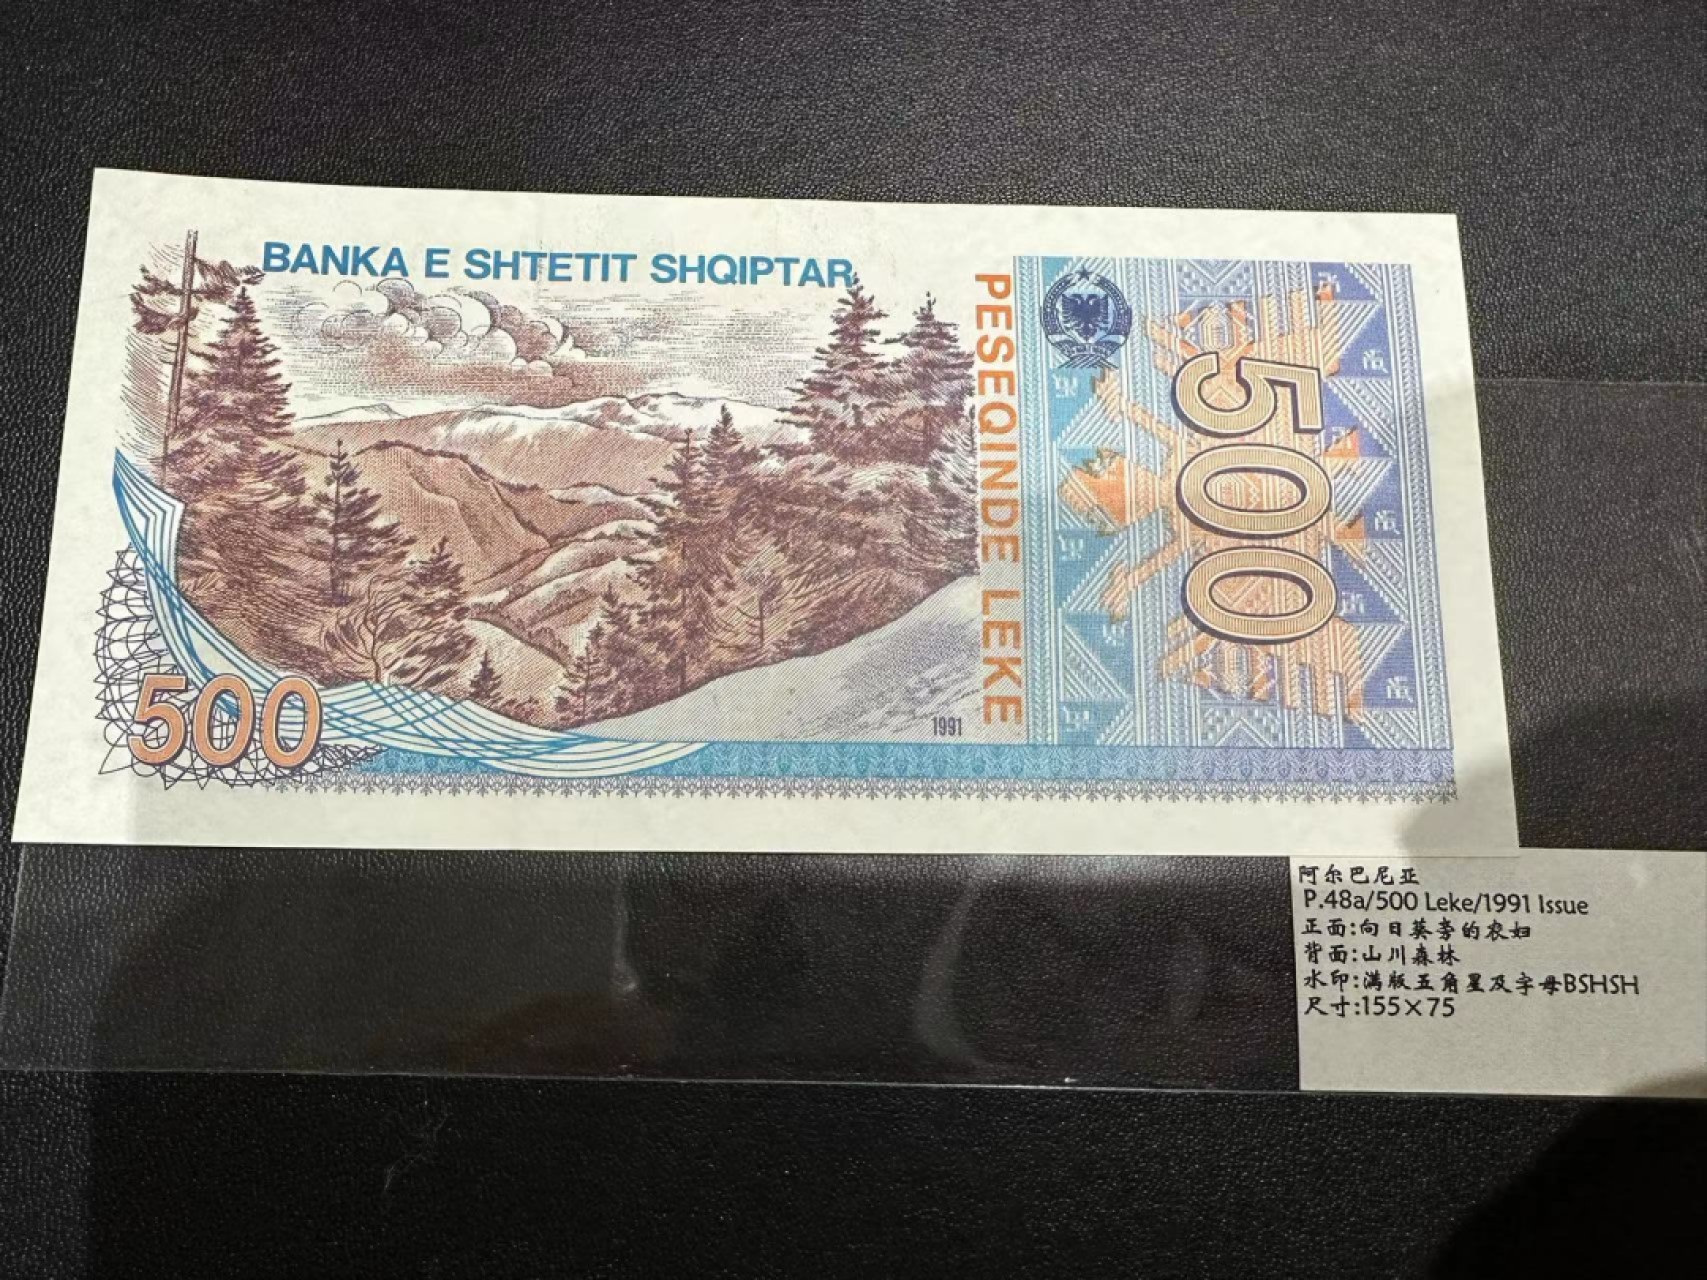 BANKA E SHTETIT SHQIPTAR
PESEQINDE LEKE
500
500
1991
阿尔巴尼亚
P.48a/500 Leke/1991 Issue
正面:向日葵旁的农妇
背面:山川森林
水印:满版五角星及字母BSHSH
尺寸:155×75